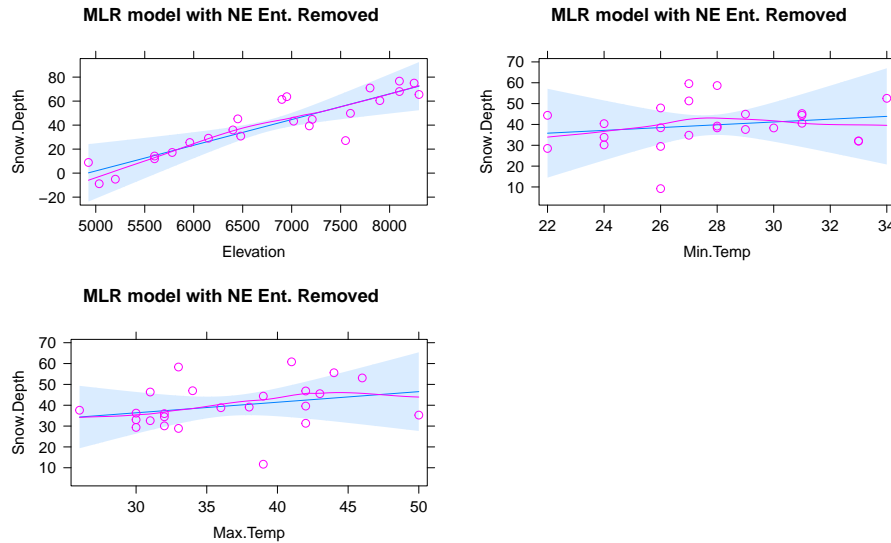 MLR model with NE Ent. Removed
Snow.Depth
80
60
40
20
0
−20
5000 5500 6000 6500 7000 7500 8000
Elevation
MLR model with NE Ent. Removed
Snow.Depth
70
60
50
40
30
20
10
22 24 26 28 30 32 34
Min.Temp
MLR model with NE Ent. Removed
Snow.Depth
70
60
50
40
30
20
10
30 35 40 45 50
Max.Temp